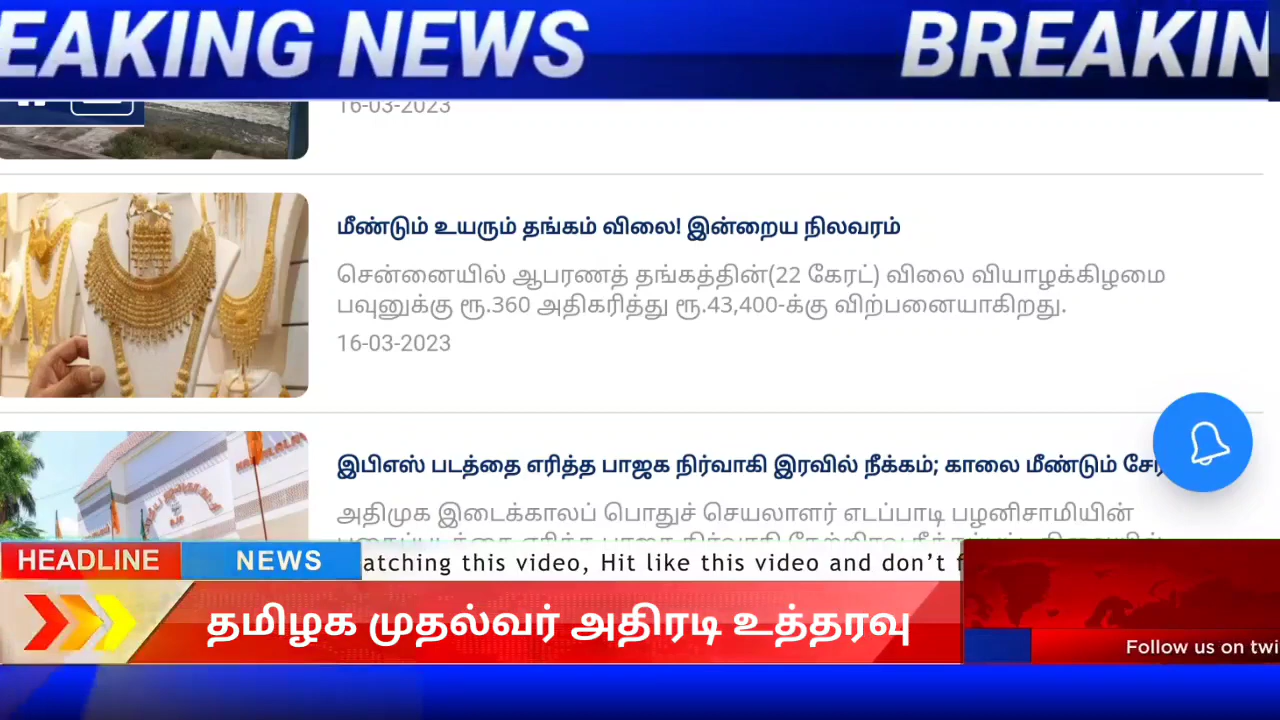 EAKING NEWS BREAKIN
16-03-2023
மீண்டும் உயரும் தங்கம் விலை! இன்றைய நிலவரம்
சென்னையில் ஆபரணத் தங்கத்தின்(22 கேரட்) விலை வியாழக்கிழமை
பவுனுக்கு ரூ.360 அதிகரித்து ரூ.43,400-க்கு விற்பனையாகிறது.
16-03-2023
இபிஎஸ் படத்தை எரித்த பாஜக நிர்வாகி இரவில் நீக்கம்; காலை மீண்டும்
அதிமுக இடைக்காலப் பொதுச் செயலாளர் எடப்பாடி பழனிசாமியின்
HEADLINE NEWS
atching this video, Hit like this video and don’t f
தமிழக முதல்வர் அதிரடி உத்தரவு
Follow us on twi